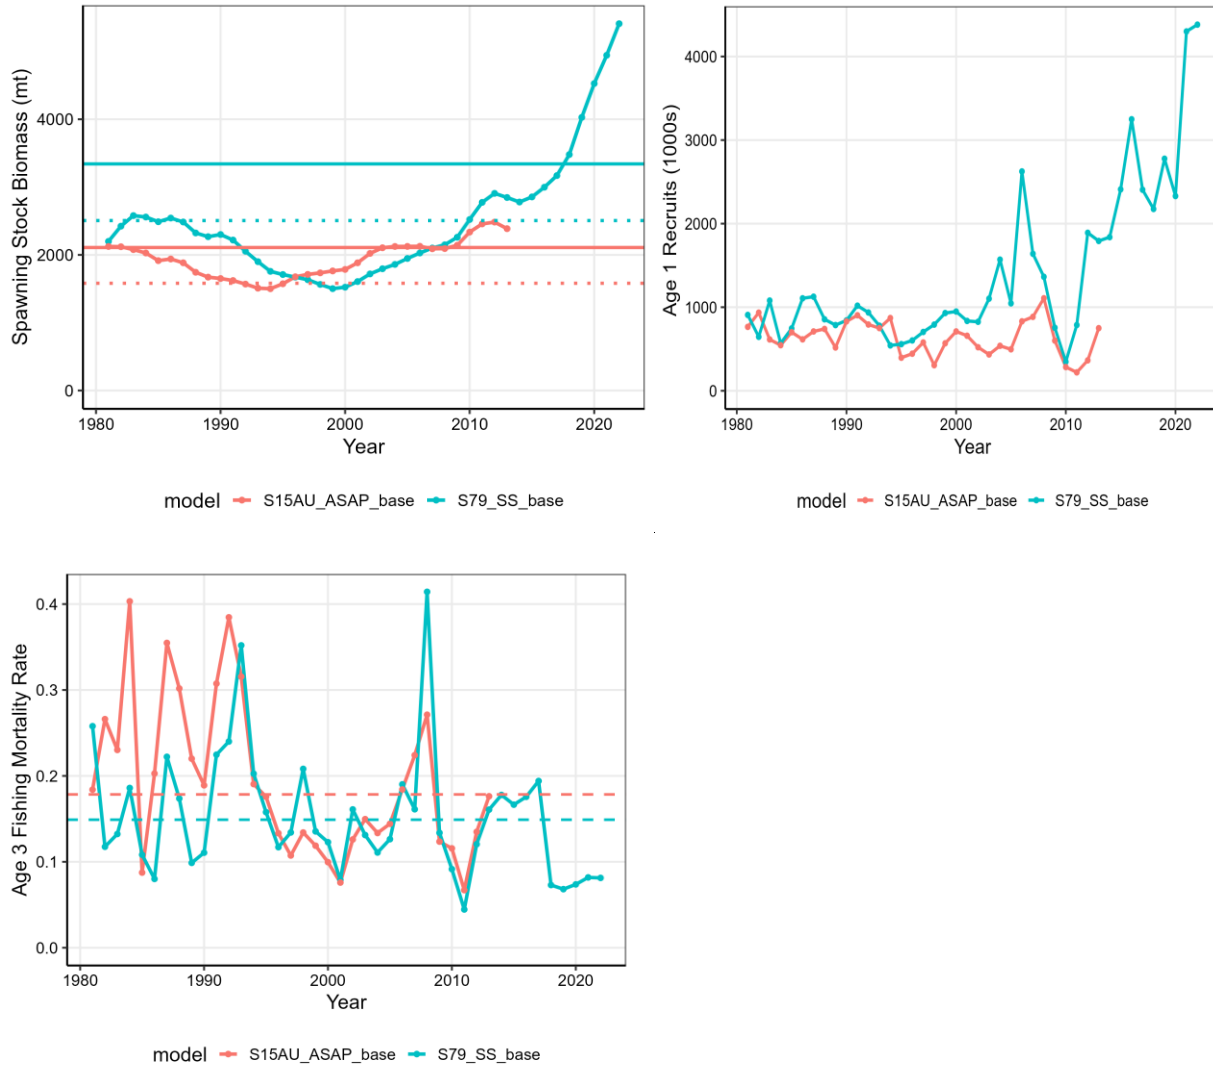 Spawning Stock Biomass (mt)
4000
2000
0
1980 1990 2000 2010 2020
Year
model S15AU_ASAP_base S79_SS_base
Age 1 Recruits (1000s)
4000
3000
2000
1000
0
1980 1990 2000 2010 2020
Year
model S15AU_ASAP_base S79_SS_base
Age 3 Fishing Mortality Rate
0.4
0.3
0.2
0.1
0.0
1980 1990 2000 2010 2020
Year
model S15AU_ASAP_base S79_SS_base